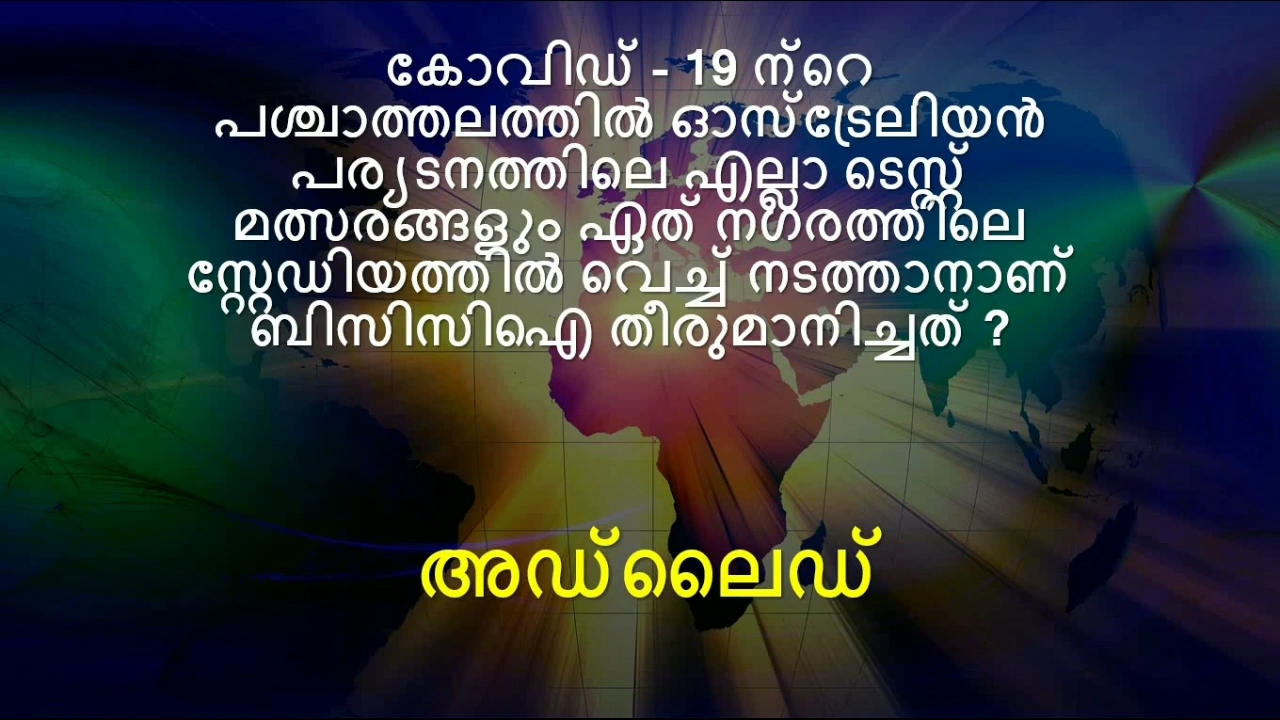 കോവിഡ് - 19 ന്റെ
പശ്ചാത്തലത്തിൽ ഓസ്ട്രേലിയൻ
പര്യടനത്തിലെ എല്ലാ ടെസ്റ്റ്
മത്സരങ്ങളും ഏത് നഗരത്തിലെ
സ്റ്റേഡിയത്തിൽ വെച്ച് നടത്താനാണ്
ബിസിസിഐ തീരുമാനിച്ചത് ?
അഡ്ലൈഡ്